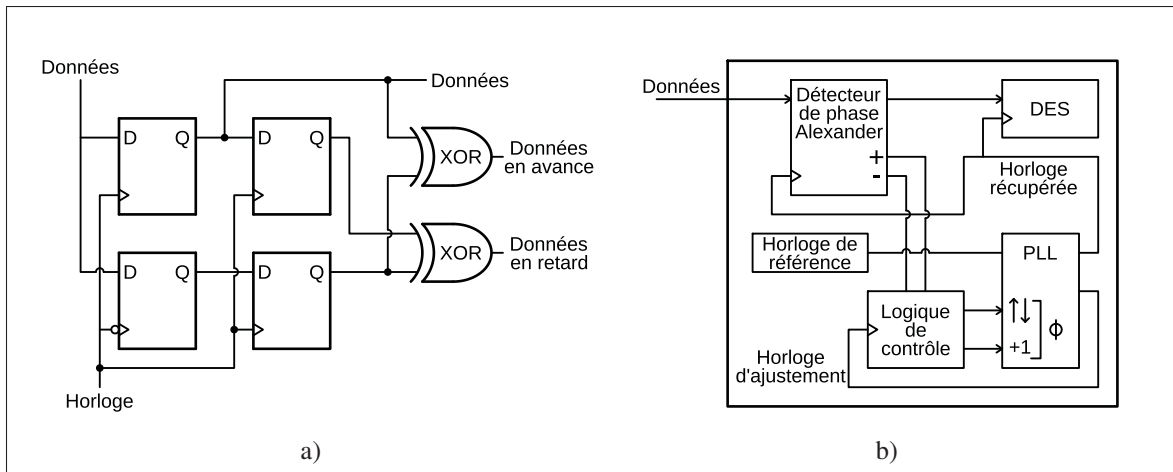 Données
Données
D
Q
D
Q
XOR
Données
en avance
D
Q
D
Q
XOR
Données
en retard
Horloge
a)
Données
Détecteur
de phase
Alexander
+
-
DES
Horloge
récupérée
Horloge de
référence
PLL
Logique
de
contrôle
↑↓
+1
ϕ
Horloge
d'ajustement
b)